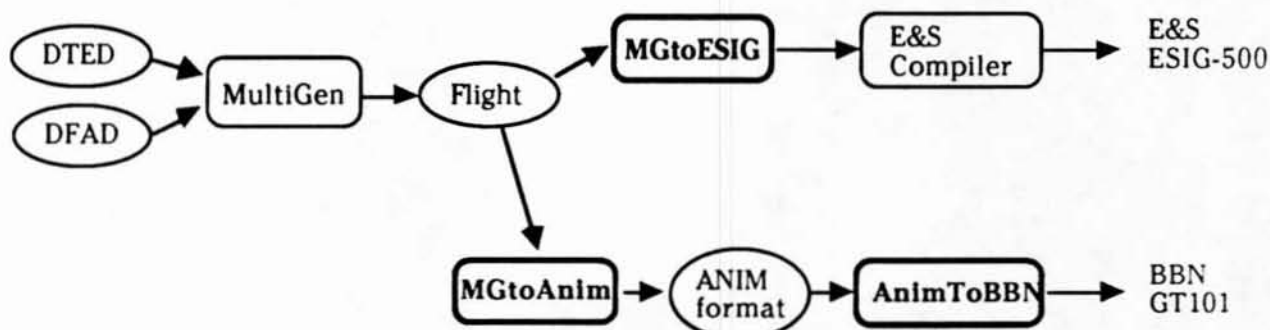 DTED
DFAD
MultiGen
Flight
MGtoESIG
E&S
Compiler
E&S
ESIG-500
MGtoAnim
ANIM
format
AnimToBBN
BBN
GT101